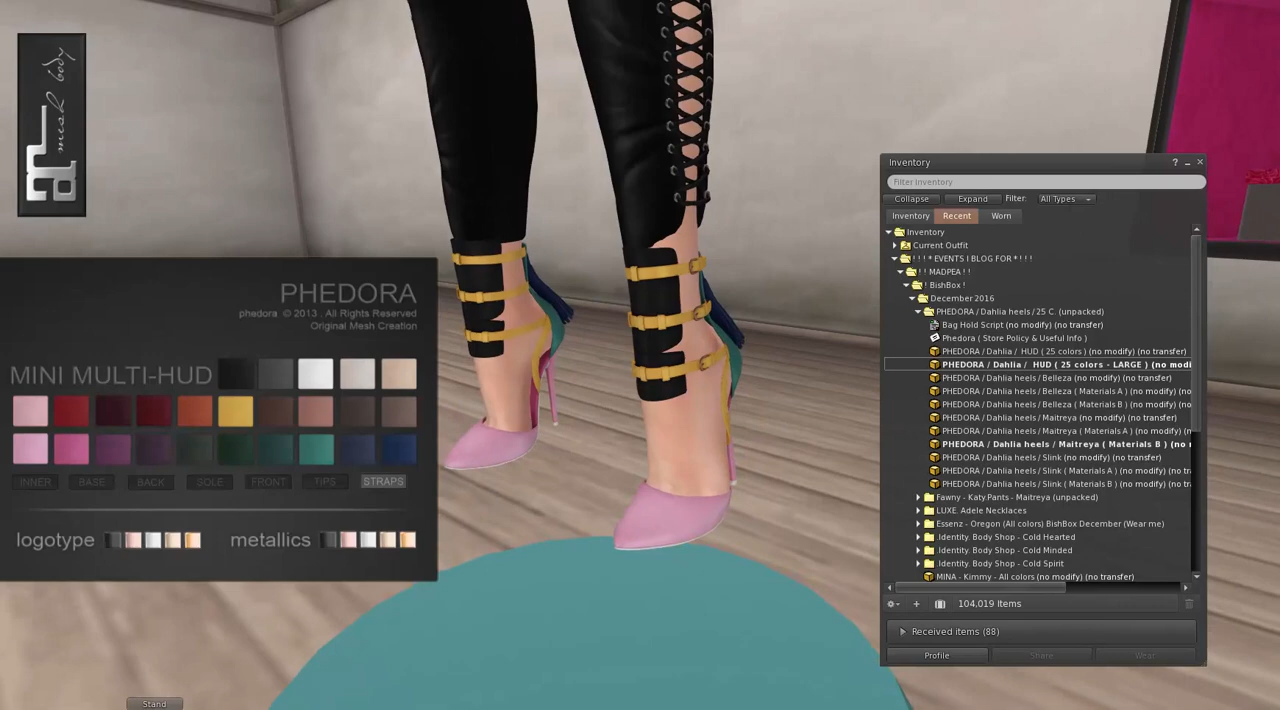 mesh body
PHEDORA
phedora © 2013 . All Rights Reserved
Original Mesh Creation
MINI MULTI-HUD
INNER BASE BACK SOLE FRONT TIPS STRAPS
logotype metallics
Stand
Inventory ? _ ×
Filter Inventory
Collapse Expand Filter: All Types
Inventory Recent Worn
Inventory
Current Outfit
! ! ! * EVENTS I BLOG FOR * ! ! !
! ! MADPEA ! !
! BishBox !
December 2016
PHEDORA / Dahlia heels / 25 C. (unpacked)
Bag Hold Script (no modify) (no transfer)
Phedora ( Store Policy & Useful Info )
PHEDORA / Dahlia / HUD ( 25 colors ) (no modify) (no transfer)
PHEDORA / Dahlia / HUD ( 25 colors - LARGE ) (no modi
PHEDORA / Dahlia heels / Belleza (no modify) (no transfer)
PHEDORA / Dahlia heels / Belleza ( Materials A ) (no modify) (no
PHEDORA / Dahlia heels / Belleza ( Materials B ) (no modify) (no
PHEDORA / Dahlia heels / Maitreya (no modify) (no transfer)
PHEDORA / Dahlia heels / Maitreya ( Materials A ) (no modify) (n
PHEDORA / Dahlia heels / Maitreya ( Materials B ) (no
PHEDORA / Dahlia heels / Slink (no modify) (no transfer)
PHEDORA / Dahlia heels / Slink ( Materials A ) (no modify) (no tra
PHEDORA / Dahlia heels / Slink ( Materials B ) (no modify) (no tr
Fawny - Katy.Pants - Maitreya (unpacked)
LUXE. Adele Necklaces
Essenz - Oregon (All colors) BishBox December (Wear me)
.Identity. Body Shop - Cold Hearted
.Identity. Body Shop - Cold Minded
.Identity. Body Shop - Cold Spirit
MINA - Kimmy - All colors (no modify) (no transfer)
104,019 Items
Received items (88)
Profile Share Wear